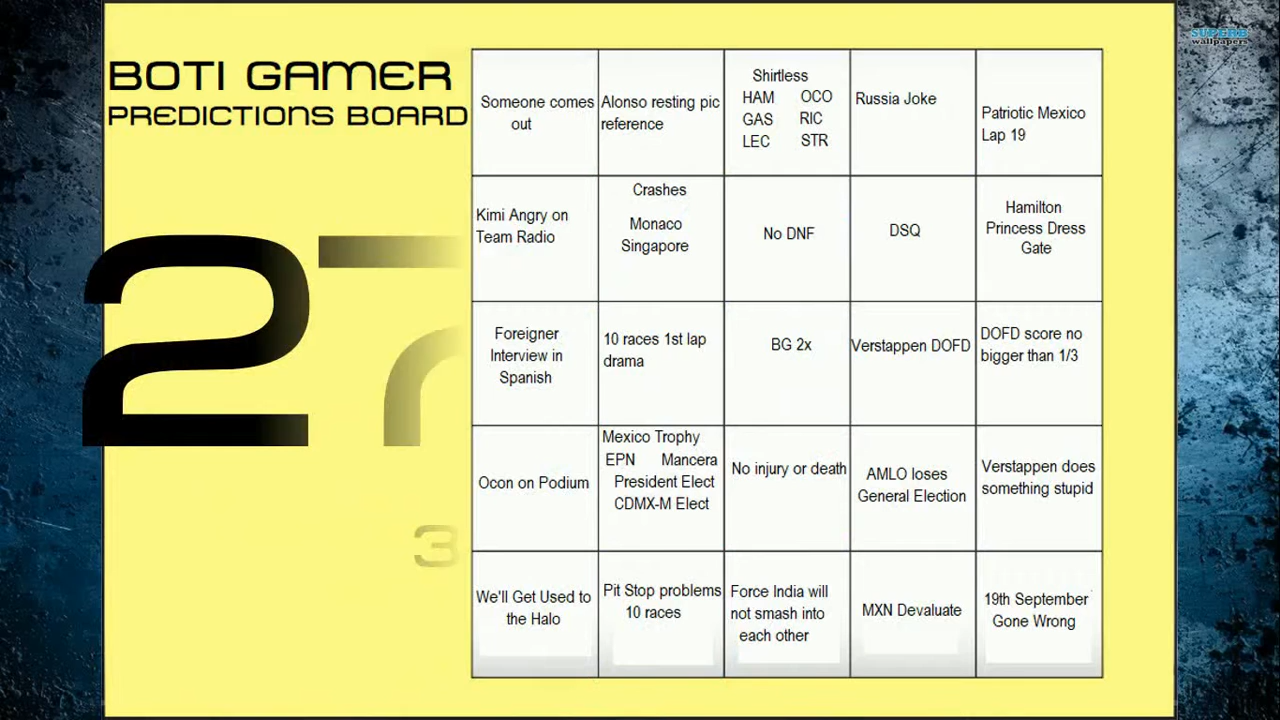 SUPERB
wallpapers
BOTI GAMER
PREDICTIONS BOARD
27
3
Someone comes
out
Alonso resting pic
reference
Shirtless
HAM OCO
GAS RIC
LEC STR
Russia Joke
Patriotic Mexico
Lap 19
Kimi Angry on
Team Radio
Crashes
Monaco
Singapore
No DNF
DSQ
Hamilton
Princess Dress
Gate
Foreigner
Interview in
Spanish
10 races 1st lap
drama
BG 2x
Verstappen DOFD
DOFD score no
bigger than 1/3
Ocon on Podium
Mexico Trophy
EPN Mancera
President Elect
CDMX-M Elect
No injury or death
AMLO loses
General Election
Verstappen does
something stupid
We'll Get Used to
the Halo
Pit Stop problems
10 races
Force India will
not smash into
each other
MXN Devaluate
19th September
Gone Wrong